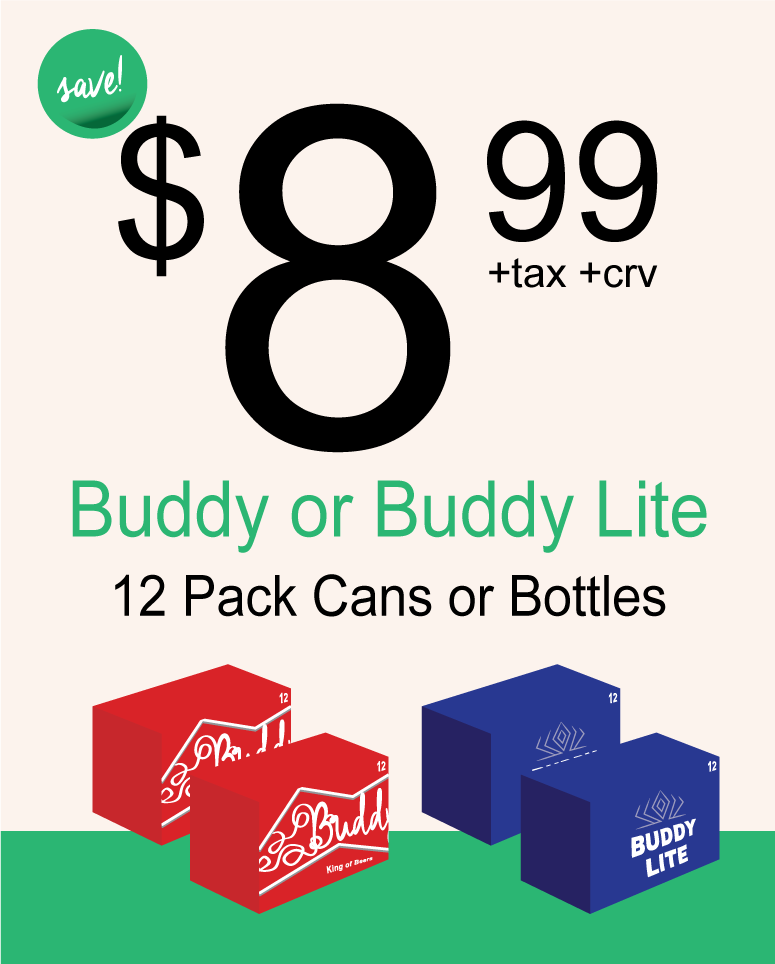 save!
$8 99
+tax +crv
Buddy or Buddy Lite
12 Pack Cans or Bottles
12
Budd
12
Buddy
King of Beers
12
12
BUDDY
LITE